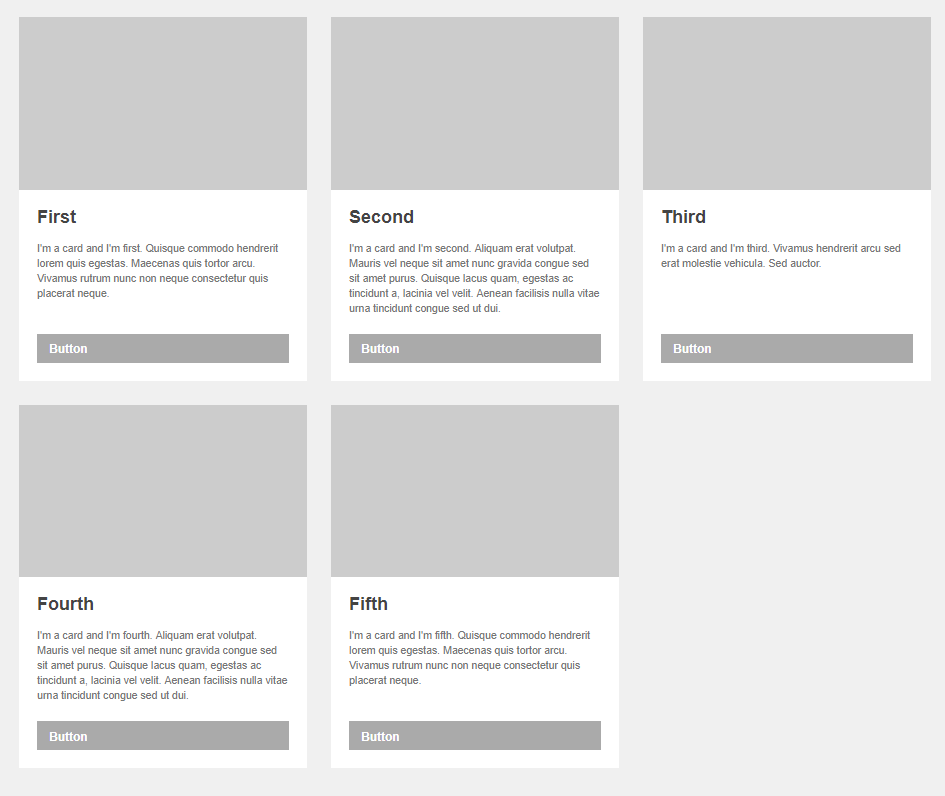 First
I'm a card and I'm first. Quisque commodo hendrerit
lorem quis egestas. Maecenas quis tortor arcu.
Vivamus rutrum nunc non neque consectetur quis
placerat neque.
Button
Second
I'm a card and I'm second. Aliquam erat volutpat.
Mauris vel neque sit amet nunc gravida congue sed
sit amet purus. Quisque lacus quam, egestas ac
tincidunt a, lacinia vel velit. Aenean facilisis nulla vitae
urna tincidunt congue sed ut dui.
Button
Third
I'm a card and I'm third. Vivamus hendrerit arcu sed
erat molestie vehicula. Sed auctor.
Button
Fourth
I'm a card and I'm fourth. Aliquam erat volutpat.
Mauris vel neque sit amet nunc gravida congue sed
sit amet purus. Quisque lacus quam, egestas ac
tincidunt a, lacinia vel velit. Aenean facilisis nulla vitae
urna tincidunt congue sed ut dui.
Button
Fifth
I'm a card and I'm fifth. Quisque commodo hendrerit
lorem quis egestas. Maecenas quis tortor arcu.
Vivamus rutrum nunc non neque consectetur quis
placerat neque.
Button